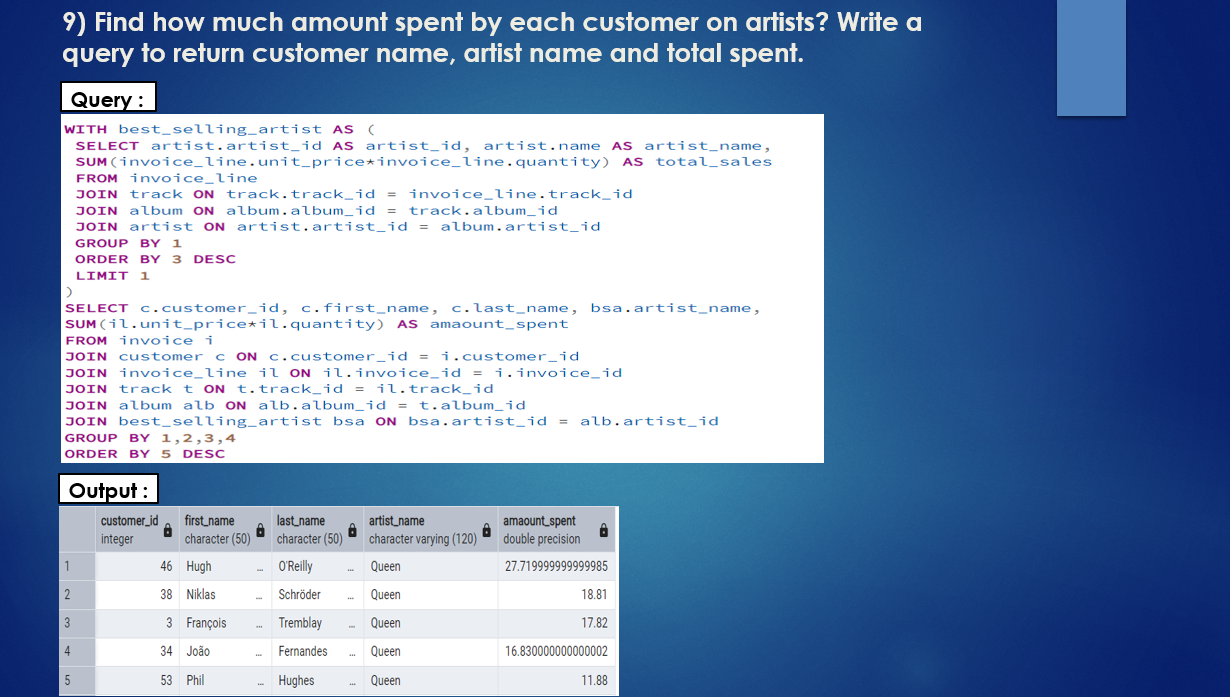 9) Find how much amount spent by each customer on artists? Write a
query to return customer name, artist name and total spent.
Query :
WITH best_selling_artist AS (
SELECT artist.artist_id AS artist_id, artist.name AS artist_name,
SUM(invoice_line.unit_price*invoice_line.quantity) AS total_sales
FROM invoice_line
JOIN track ON track.track_id = invoice_line.track_id
JOIN album ON album.album_id = track.album_id
JOIN artist ON artist.artist_id = album.artist_id
GROUP BY 1
ORDER BY 3 DESC
LIMIT 1
)
SELECT c.customer_id, c.first_name, c.last_name, bsa.artist_name,
SUM(il.unit_price*il.quantity) AS amaount_spent
FROM invoice i
JOIN customer c ON c.customer_id = i.customer_id
JOIN invoice_line il ON il.invoice_id = i.invoice_id
JOIN track t ON t.track_id = il.track_id
JOIN album alb ON alb.album_id = t.album_id
JOIN best_selling_artist bsa ON bsa.artist_id = alb.artist_id
GROUP BY 1,2,3,4
ORDER BY 5 DESC
Output :
customer_id first_name last_name artist_name amaount_spent
integer character (50) character (50) character varying (120) double precision
1 46 Hugh ... O'Reilly ... Queen 27.719999999999985
2 38 Niklas ... Schröder ... Queen 18.81
3 3 François ... Tremblay ... Queen 17.82
4 34 João ... Fernandes ... Queen 16.830000000000002
5 53 Phil ... Hughes ... Queen 11.88